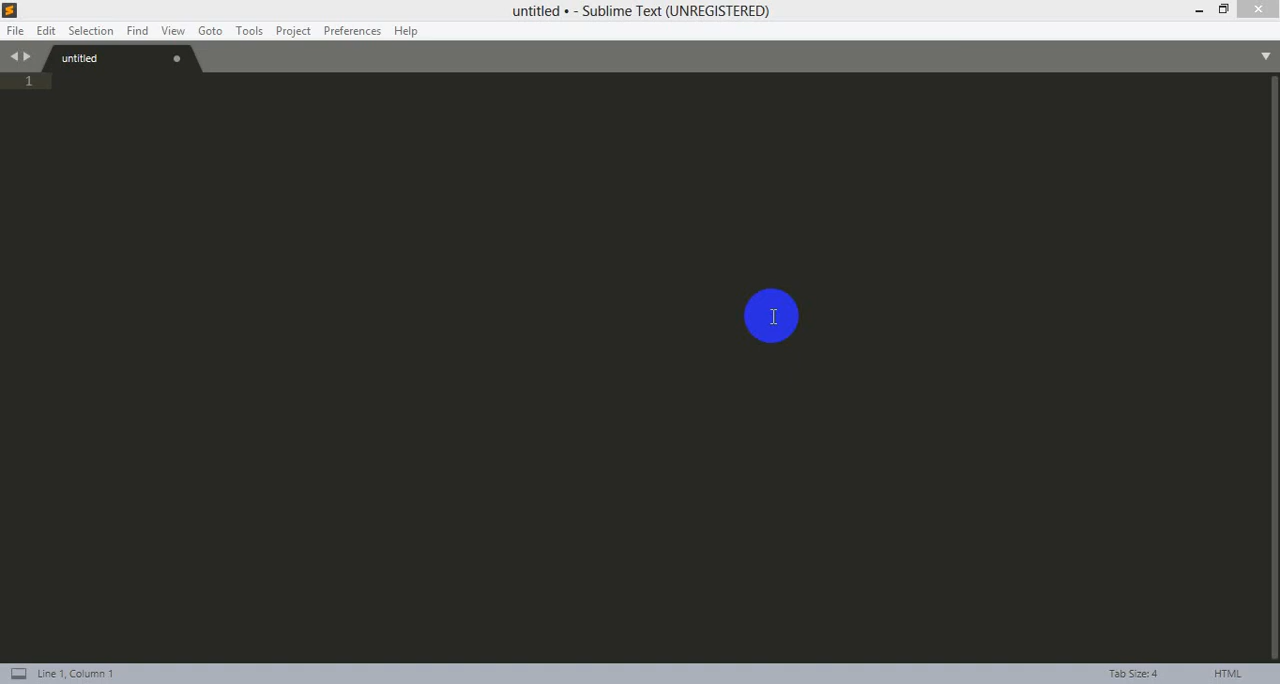 untitled • - Sublime Text (UNREGISTERED)
File Edit Selection Find View Goto Tools Project Preferences Help
untitled
1
Line 1, Column 1 Tab Size: 4 HTML